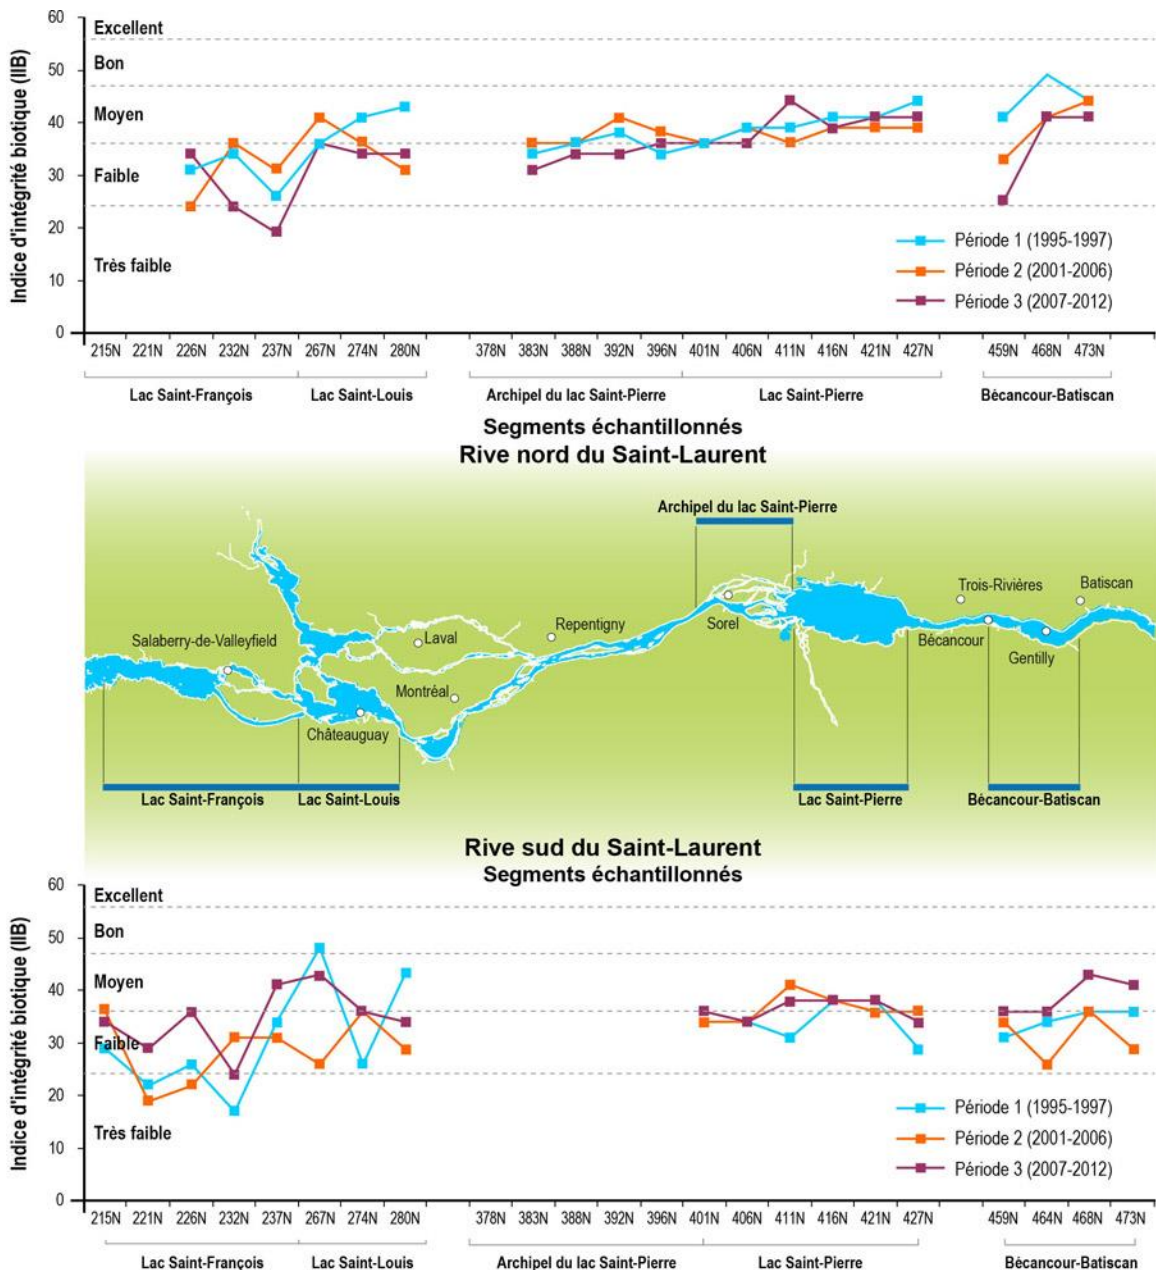 Indice d'intégrité biotique (IIB)
60
50
40
30
20
10
0
Excellent
Bon
Moyen
Faible
Très faible
Période 1 (1995-1997)
Période 2 (2001-2006)
Période 3 (2007-2012)
215N 221N 226N 232N 237N 267N 274N 280N 378N 383N 388N 392N 396N 401N 406N 411N 416N 421N 427N 459N 468N 473N
Lac Saint-François Lac Saint-Louis Archipel du lac Saint-Pierre Lac Saint-Pierre Bécancour-Batiscan
Segments échantillonnés
Rive nord du Saint-Laurent
Archipel du lac Saint-Pierre
Trois-Rivières
Batiscan
Salaberry-de-Valleyfield
Laval
Repentigny
Sorel
Bécancour
Gentilly
Montréal
Châteauguay
Lac Saint-François Lac Saint-Louis Lac Saint-Pierre Bécancour-Batiscan
Rive sud du Saint-Laurent
Segments échantillonnés
Indice d'intégrité biotique (IIB)
60
50
40
30
20
10
0
Excellent
Bon
Moyen
Faible
Très faible
Période 1 (1995-1997)
Période 2 (2001-2006)
Période 3 (2007-2012)
215N 221N 226N 232N 237N 267N 274N 280N 378N 383N 388N 392N 396N 401N 406N 411N 416N 421N 427N 459N 464N 468N 473N
Lac Saint-François Lac Saint-Louis Archipel du lac Saint-Pierre Lac Saint-Pierre Bécancour-Batiscan